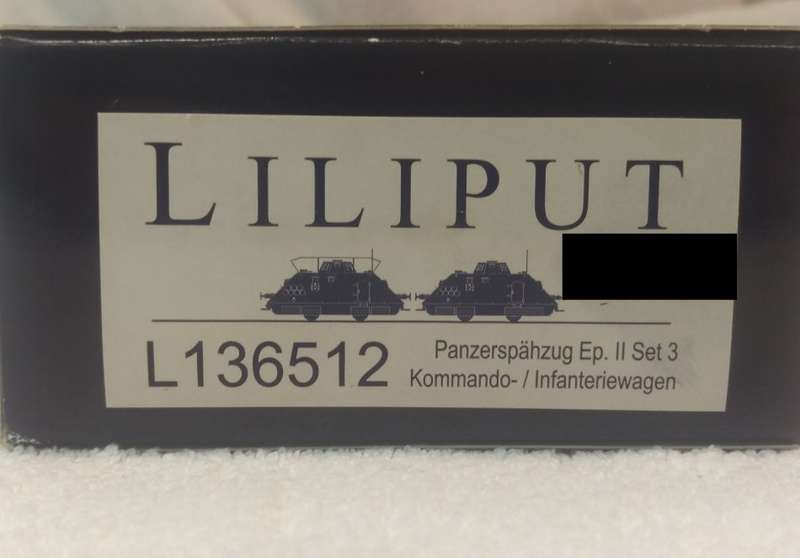 LILIPUT
L136512
Panzerspähzug Ep. II Set 3
Kommando- / Infanteriewagen